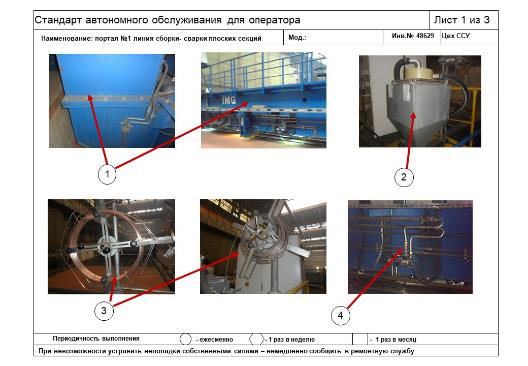 Стандарт автономного обслуживания для оператора
Лист 1 из 3
Наименование: портал №1 линия сборки- сварки плоских секций
Мод.:
Инв.№ 48629
Цех ССУ
IMG
1
2
3
4
Периодичность выполнения
- ежесменно
- 1 раз в неделю
- 1 раз в месяц
При невозможности устранить неполадки собственными силами – немедленно сообщить в ремонтную службу